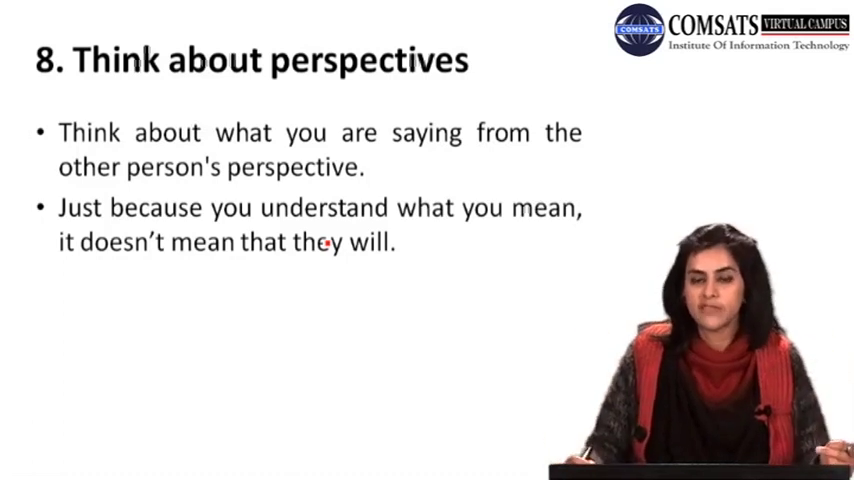 COMSATS VIRTUAL CAMPUS
COMSATS
Institute Of Information Technology
8. Think about perspectives
• Think about what you are saying from the
other person's perspective.
• Just because you understand what you mean,
it doesn’t mean that they will.